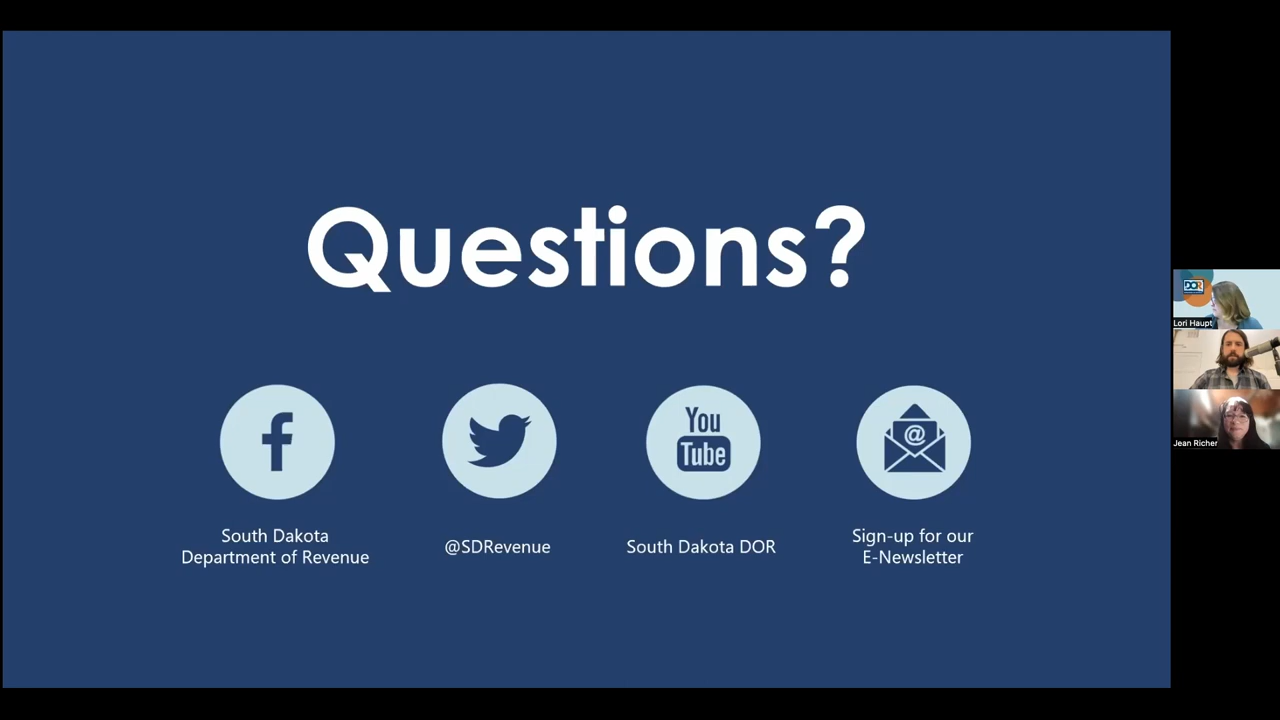 Questions?
f
You
Tube
@
South Dakota
Department of Revenue
@SDRevenue
South Dakota DOR
Sign-up for our
E-Newsletter
DOR
Lori Haupt
Jean Richer